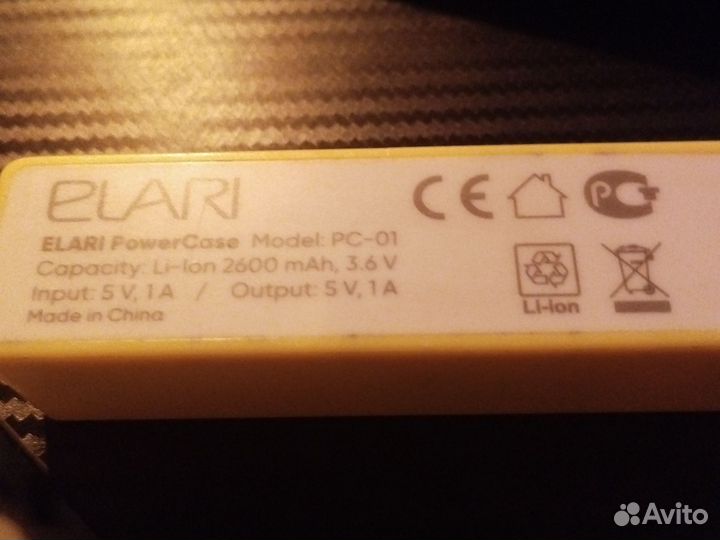 ELARI
ELARI PowerCase Model: PC-01
Capacity: Li-Ion 2600 mAh, 3.6 V
Input: 5 V, 1 A / Output: 5 V, 1 A
Made in China
CE
PC
Li-Ion
Avito